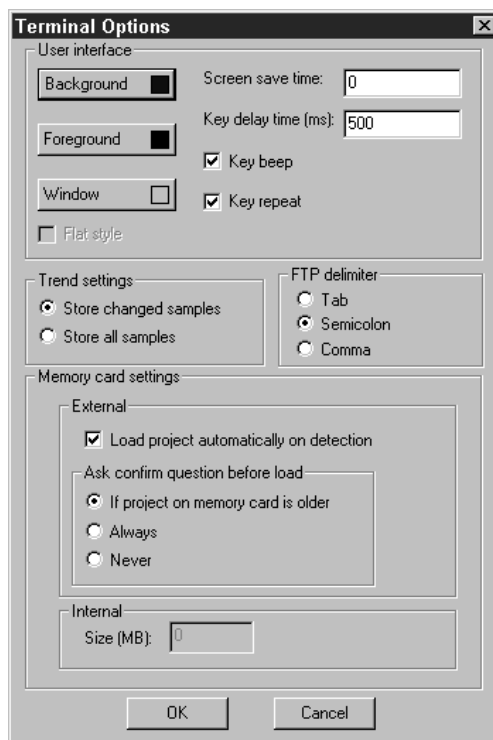 Terminal Options
User interface
Background
Screen save time: 0
Key delay time (ms): 500
Foreground
Key beep
Window
Key repeat
Flat style
Trend settings
Store changed samples
Store all samples
FTP delimiter
Tab
Semicolon
Comma
Memory card settings
External
Load project automatically on detection
Ask confirm question before load
If project on memory card is older
Always
Never
Internal
Size (MB): 0
OK
Cancel